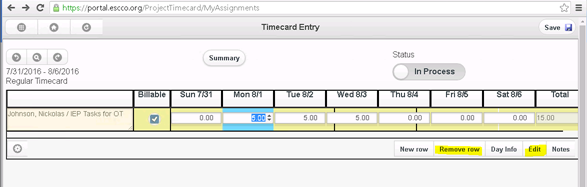 https://portal.escco.org/ProjectTimecard/MyAssignments
Timecard Entry
Save
Summary
Status
In Process
7/31/2016 - 8/6/2016
Regular Timecard
Billable Sun 7/31 Mon 8/1 Tue 8/2 Wed 8/3 Thu 8/4 Fri 8/5 Sat 8/6 Total
Johnson, Nickolas / IEP Tasks for OT 0.00 5.00 5.00 5.00 0.00 0.00 0.00 15.00
New row Remove row Day Info Edit Notes